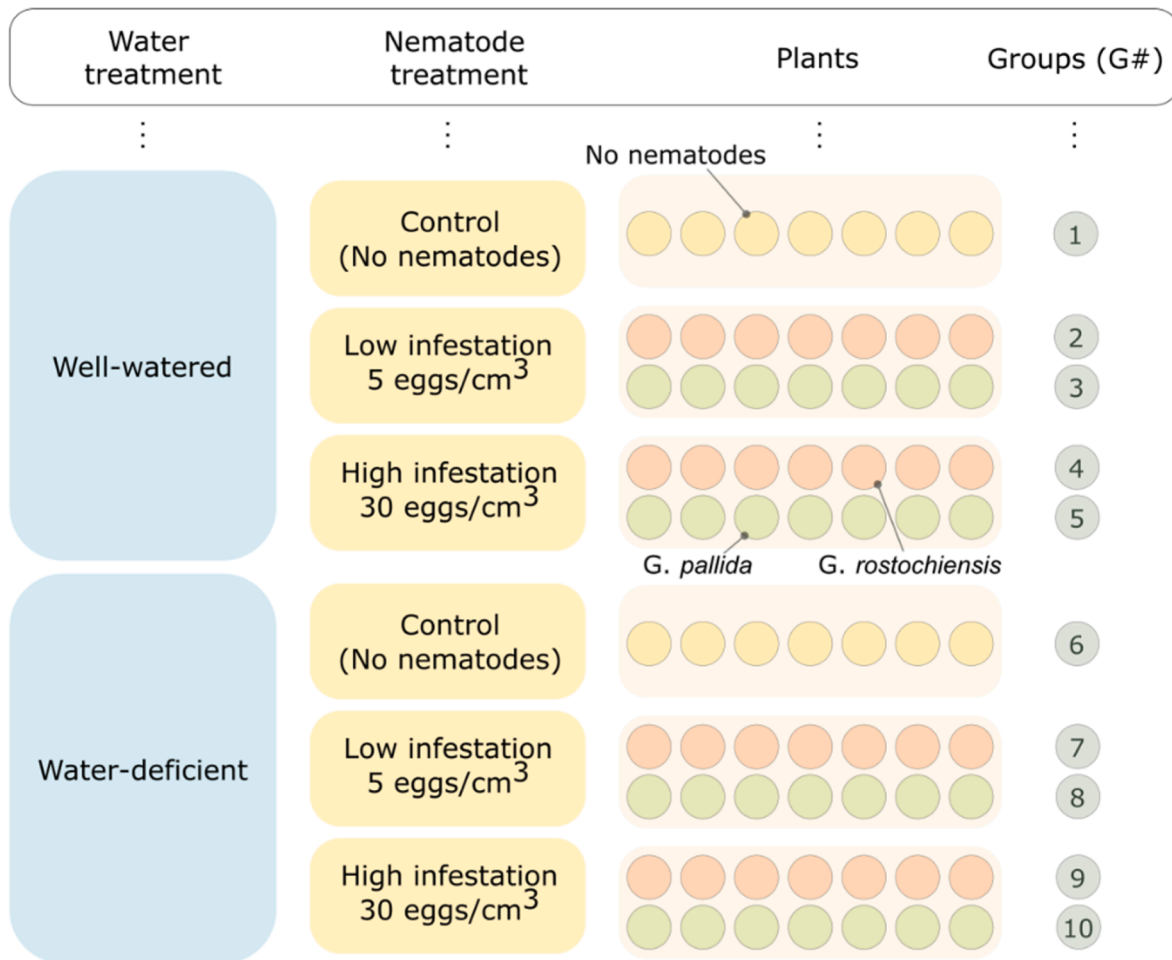 Water treatment
Nematode treatment
Plants
Groups (G#)
No nematodes
Well-watered
Control
(No nematodes)
1
Low infestation
5 eggs/cm³
2
3
High infestation
30 eggs/cm³
4
5
G. pallida
G. rostochiensis
Water-deficient
Control
(No nematodes)
6
Low infestation
5 eggs/cm³
7
8
High infestation
30 eggs/cm³
9
10